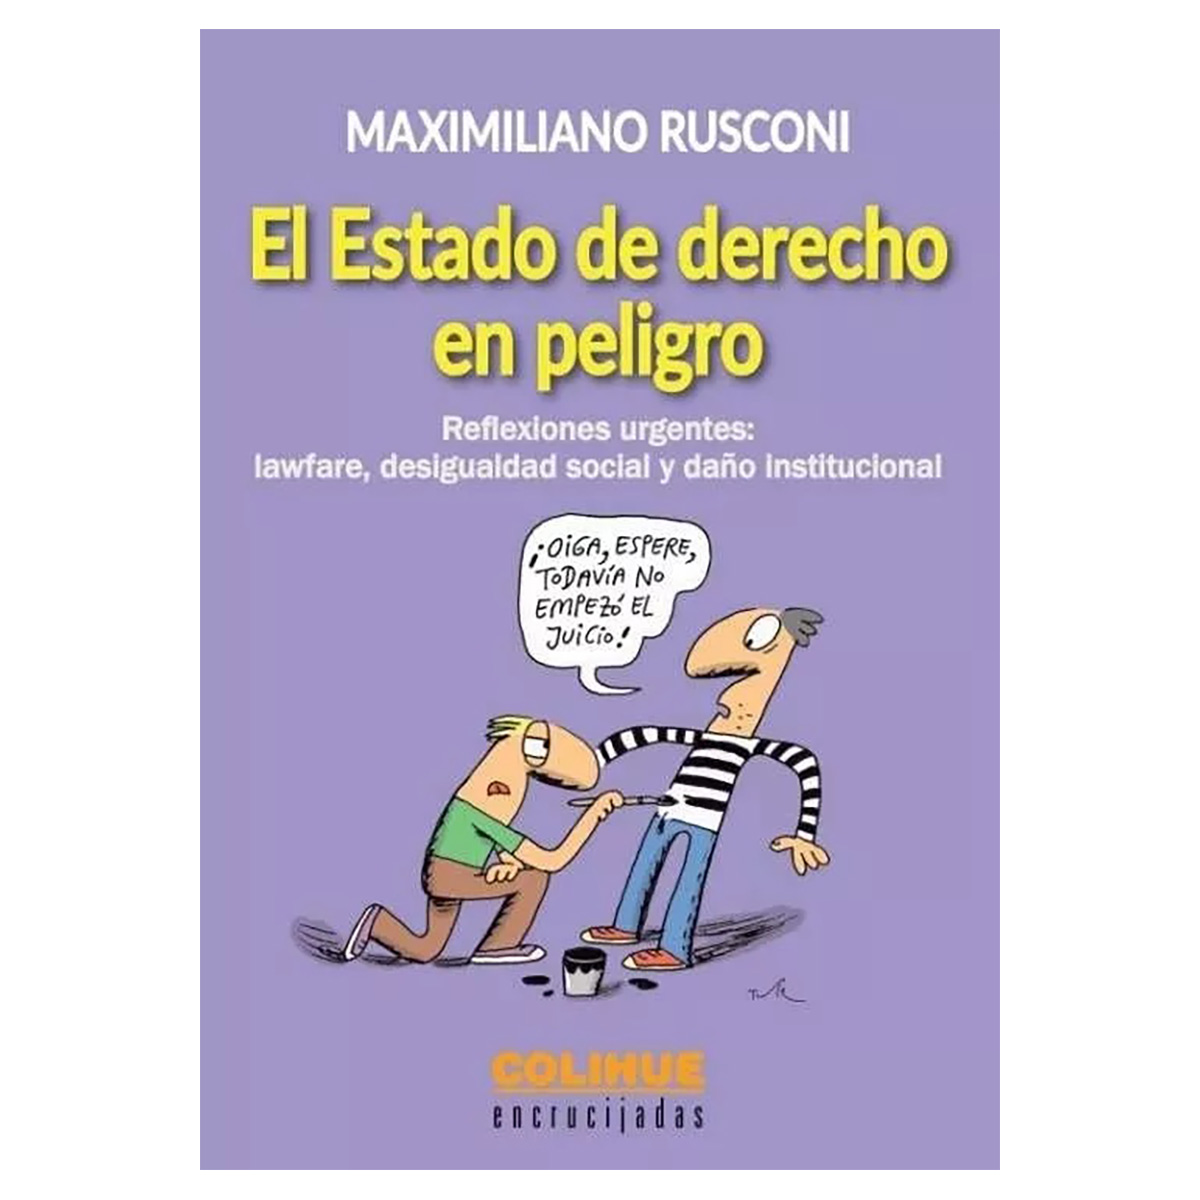 MAXIMILIANO RUSCONI
El Estado de derecho
en peligro
Reflexiones urgentes:
lawfare, desigualdad social y daño institucional
¡OIGA, ESPERE,
TODAVÍA NO
EMPEZÓ EL
JUICIO!
COLIHUE
encrucijadas